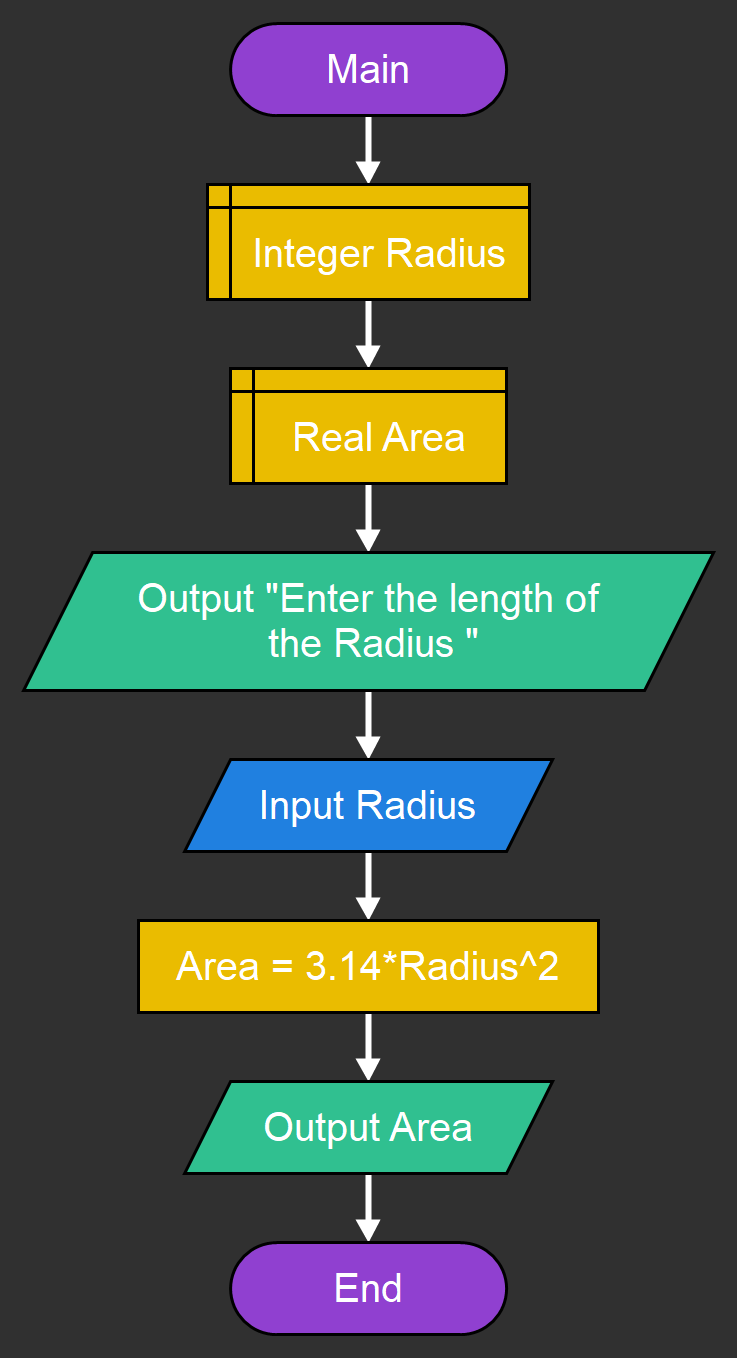 Main
Integer Radius
Real Area
Output "Enter the length of
the Radius "
Input Radius
Area = 3.14*Radius^2
Output Area
End